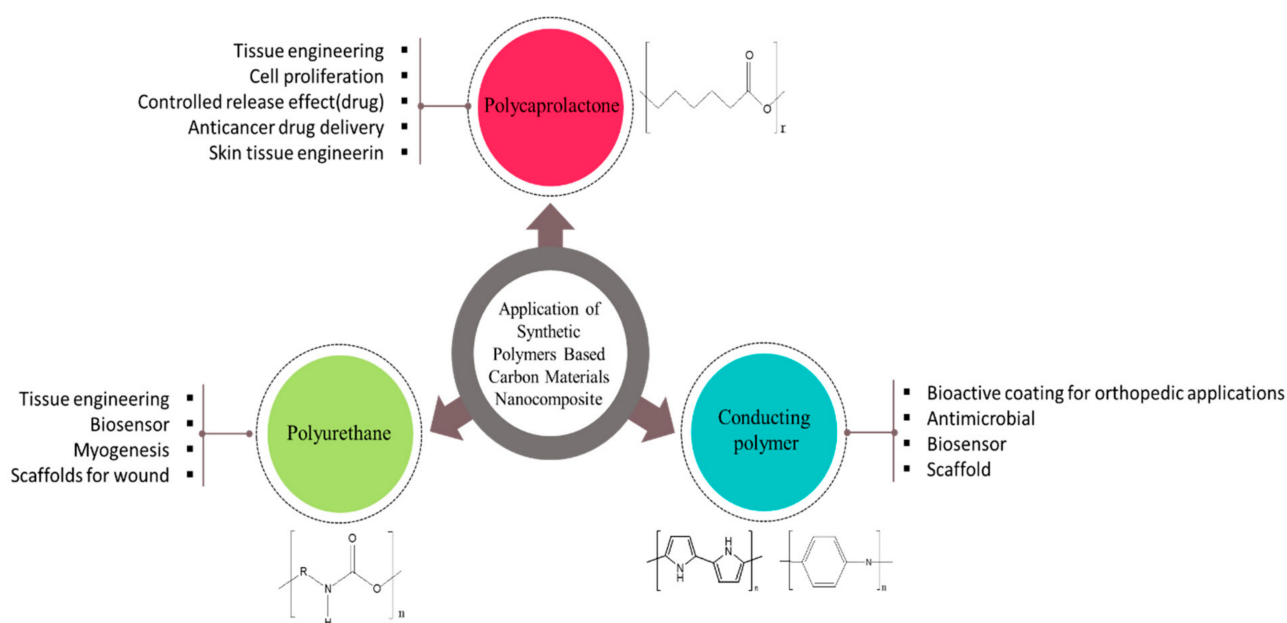 Tissue engineering
Cell proliferation
Controlled release effect(drug)
Anticancer drug delivery
Skin tissue engineerin
Polycaprolactone
O
O
r
Application of
Synthetic
Polymers Based
Carbon Materials
Nanocomposite
Tissue engineering
Biosensor
Myogenesis
Scaffolds for wound
Polyurethane
Conducting
polymer
Bioactive coating for orthopedic applications
Antimicrobial
Biosensor
Scaffold
O
R
N
O
H
n
H
N
N
H
n
N
n